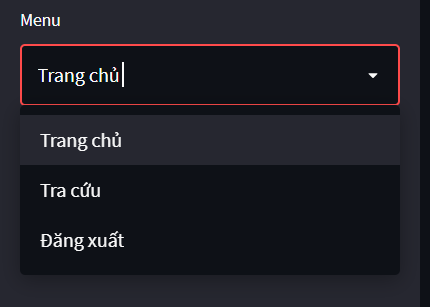 Menu
Trang chủ
Trang chủ
Tra cứu
Đăng xuất